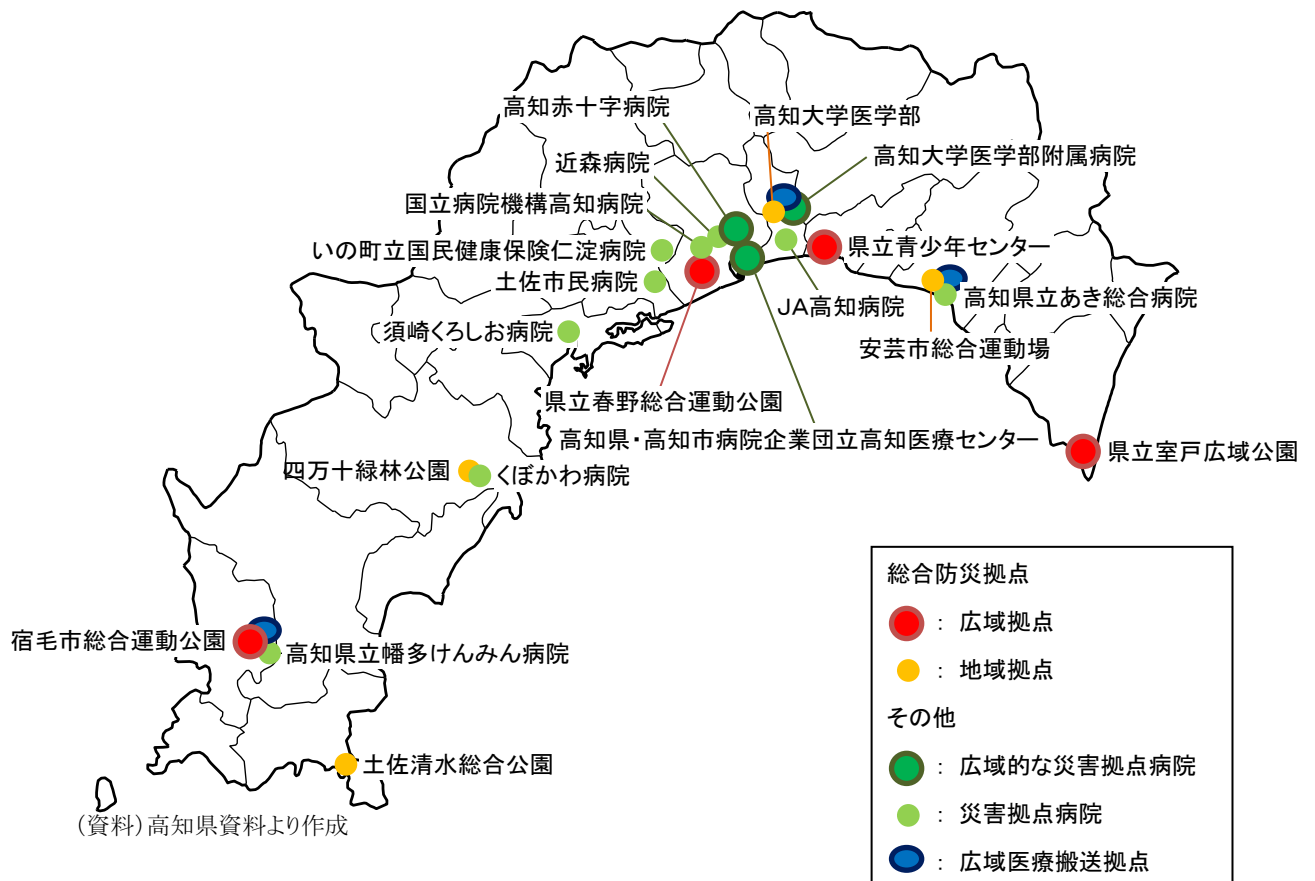 高知赤十字病院
高知大学医学部
近森病院
高知大学医学部附属病院
国立病院機構高知病院
いの町立国民健康保険仁淀病院
県立青少年センター
土佐市民病院
JA高知病院
高知県立あき総合病院
須崎くろしお病院
安芸市総合運動場
県立春野総合運動公園
高知県・高知市病院企業団立高知医療センター
県立室戸広域公園
四万十緑林公園
くぼかわ病院
宿毛市総合運動公園
高知県立幡多けんみん病院
土佐清水総合公園
(資料)高知県資料より作成
総合防災拠点
： 広域拠点
： 地域拠点
その他
： 広域的な災害拠点病院
： 災害拠点病院
： 広域医療搬送拠点